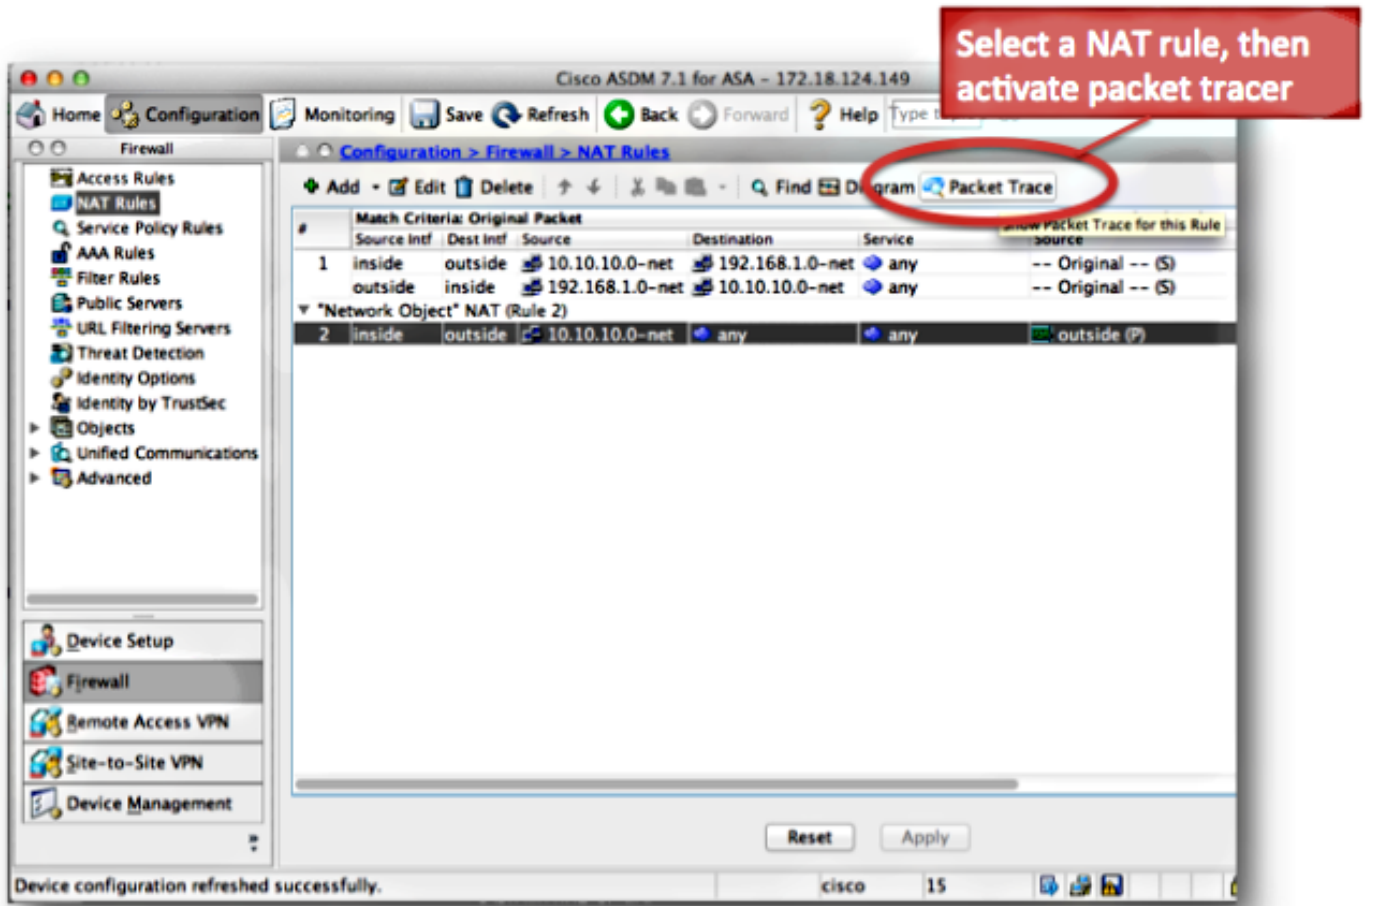 Select a NAT rule, then
activate packet tracer
Cisco ASDM 7.1 for ASA - 172.18.124.149
Home Configuration Monitoring Save Refresh Back Forward Help Type
Firewall
Access Rules
NAT Rules
Service Policy Rules
AAA Rules
Filter Rules
Public Servers
URL Filtering Servers
Threat Detection
Identity Options
Identity by TrustSec
Objects
Unified Communications
Advanced
Device Setup
Firewall
Remote Access VPN
Site-to-Site VPN
Device Management
Configuration > Firewall > NAT Rules
Add Edit Delete Find Diagram Packet Trace
Show Packet Trace for this Rule
# Match Criteria: Original Packet
Source Intf Dest Intf Source Destination Service Source
1 inside outside 10.10.10.0-net 192.168.1.0-net any -- Original -- (S)
outside inside 192.168.1.0-net 10.10.10.0-net any -- Original -- (S)
"Network Object" NAT (Rule 2)
2 inside outside 10.10.10.0-net any any outside (P)
Reset Apply
Device configuration refreshed successfully. cisco 15